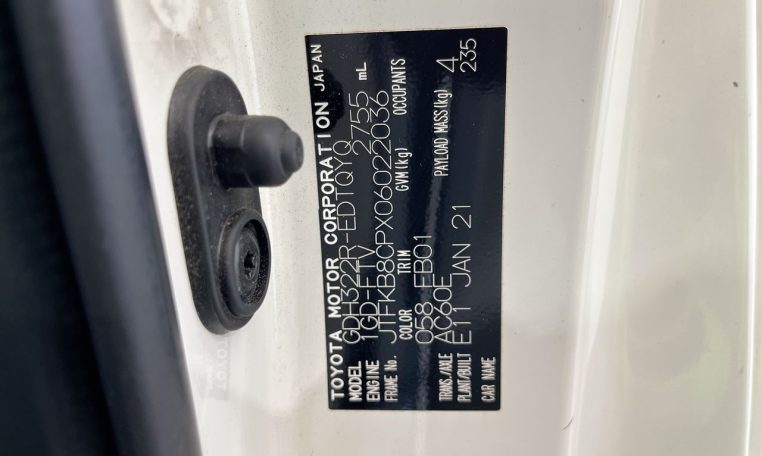 TOYOTA MOTOR CORPORATION JAPAN
MODEL GDH322R-EDTQYQ
ENGINE 1GD-FTV 2755 mL
FRAME No. JTFKB8CPX06022036
COLOR TRIM GVM(kg) OCCUPANTS
058 EB01 4
TRANS./AXLE AC60E PAYLOAD MASS(kg) 235
PLANT/BUILT E11 JAN 21
CAR NAME